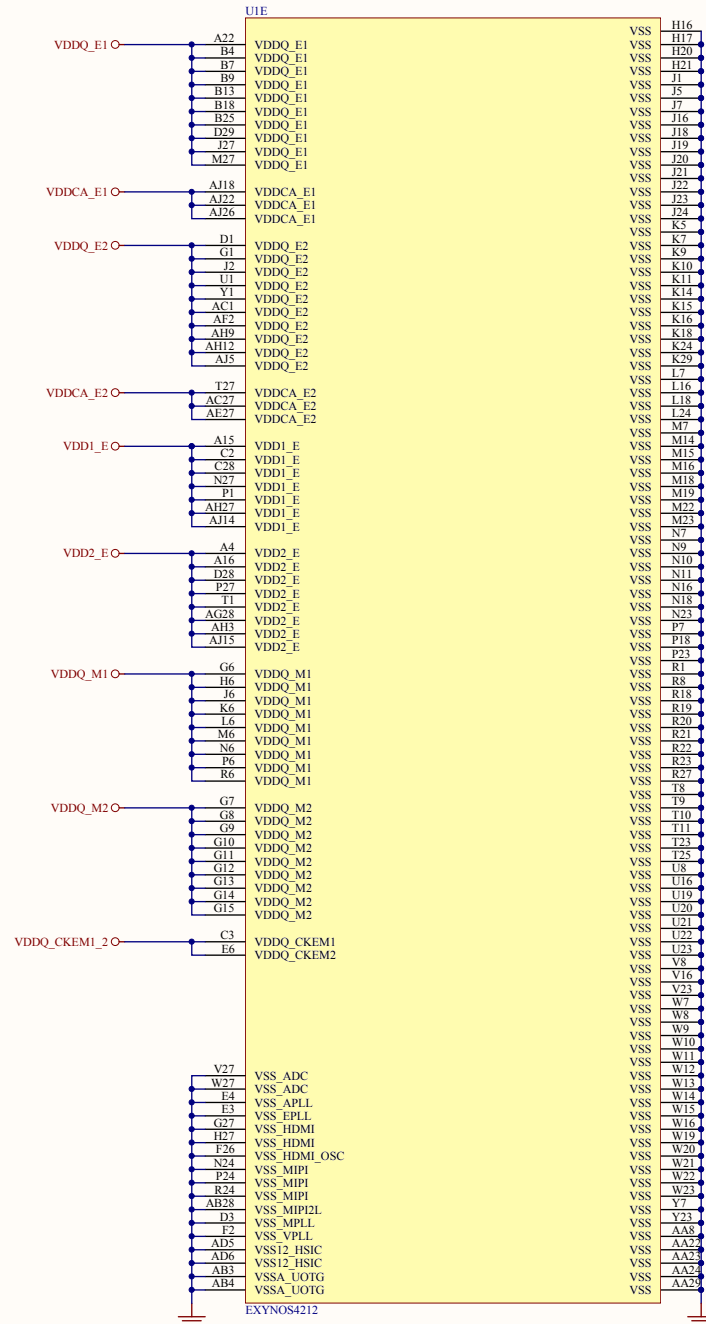 U1E
VDDQ_E1 A22 VDDQ_E1
B4 VDDQ_E1
B7 VDDQ_E1
B9 VDDQ_E1
B13 VDDQ_E1
B18 VDDQ_E1
B25 VDDQ_E1
D29 VDDQ_E1
J27 VDDQ_E1
M27 VDDQ_E1
VDDCA_E1 AJ18 VDDCA_E1
AJ22 VDDCA_E1
AJ26 VDDCA_E1
VDDQ_E2 D1 VDDQ_E2
G1 VDDQ_E2
J2 VDDQ_E2
U1 VDDQ_E2
Y1 VDDQ_E2
AC1 VDDQ_E2
AF2 VDDQ_E2
AH9 VDDQ_E2
AH12 VDDQ_E2
AJ5 VDDQ_E2
VDDCA_E2 T27 VDDCA_E2
AC27 VDDCA_E2
AE27 VDDCA_E2
VDD1_E A15 VDD1_E
C2 VDD1_E
C28 VDD1_E
N27 VDD1_E
P1 VDD1_E
AH27 VDD1_E
AJ14 VDD1_E
VDD2_E A4 VDD2_E
A16 VDD2_E
D28 VDD2_E
P27 VDD2_E
T1 VDD2_E
AG28 VDD2_E
AH3 VDD2_E
AJ15 VDD2_E
VDDQ_M1 G6 VDDQ_M1
H6 VDDQ_M1
J6 VDDQ_M1
K6 VDDQ_M1
L6 VDDQ_M1
M6 VDDQ_M1
N6 VDDQ_M1
P6 VDDQ_M1
R6 VDDQ_M1
VDDQ_M2 G7 VDDQ_M2
G8 VDDQ_M2
G9 VDDQ_M2
G10 VDDQ_M2
G11 VDDQ_M2
G12 VDDQ_M2
G13 VDDQ_M2
G14 VDDQ_M2
G15 VDDQ_M2
VDDQ_CKEM1_2 C3 VDDQ_CKEM1
E6 VDDQ_CKEM2
V27 VSS_ADC
W27 VSS_ADC
E4 VSS_APLL
E3 VSS_EPLL
G27 VSS_HDMI
H27 VSS_HDMI
F26 VSS_HDMI_OSC
N24 VSS_MIPI
P24 VSS_MIPI
R24 VSS_MIPI
AB28 VSS_MIPI2L
D3 VSS_MPLL
F2 VSS_VPLL
AD5 VSS12_HSIC
AD6 VSS12_HSIC
AB3 VSSA_UOTG
AB4 VSSA_UOTG
VSS H16
VSS H17
VSS H20
VSS H21
VSS J1
VSS J5
VSS J7
VSS J16
VSS J18
VSS J19
VSS J20
VSS J21
VSS J22
VSS J23
VSS J24
VSS K5
VSS K7
VSS K9
VSS K10
VSS K11
VSS K14
VSS K15
VSS K16
VSS K18
VSS K24
VSS K29
VSS L7
VSS L16
VSS L18
VSS L24
VSS M7
VSS M14
VSS M15
VSS M16
VSS M18
VSS M19
VSS M22
VSS M23
VSS N7
VSS N9
VSS N10
VSS N11
VSS N16
VSS N18
VSS N23
VSS P7
VSS P18
VSS P23
VSS R1
VSS R8
VSS R18
VSS R19
VSS R20
VSS R21
VSS R22
VSS R23
VSS R27
VSS T8
VSS T9
VSS T10
VSS T11
VSS T23
VSS T25
VSS U8
VSS U16
VSS U19
VSS U20
VSS U21
VSS U22
VSS U23
VSS V8
VSS V16
VSS V23
VSS W7
VSS W8
VSS W9
VSS W10
VSS W11
VSS W12
VSS W13
VSS W14
VSS W15
VSS W16
VSS W19
VSS W20
VSS W21
VSS W22
VSS W23
VSS Y7
VSS Y23
VSS AA8
VSS AA22
VSS AA23
VSS AA24
VSS AA29
EXYNOS4212